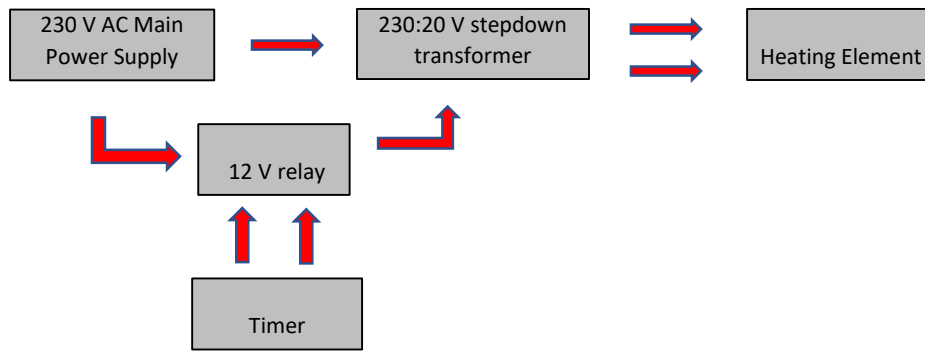 230 V AC Main
Power Supply
230:20 V stepdown
transformer
Heating Element
12 V relay
Timer